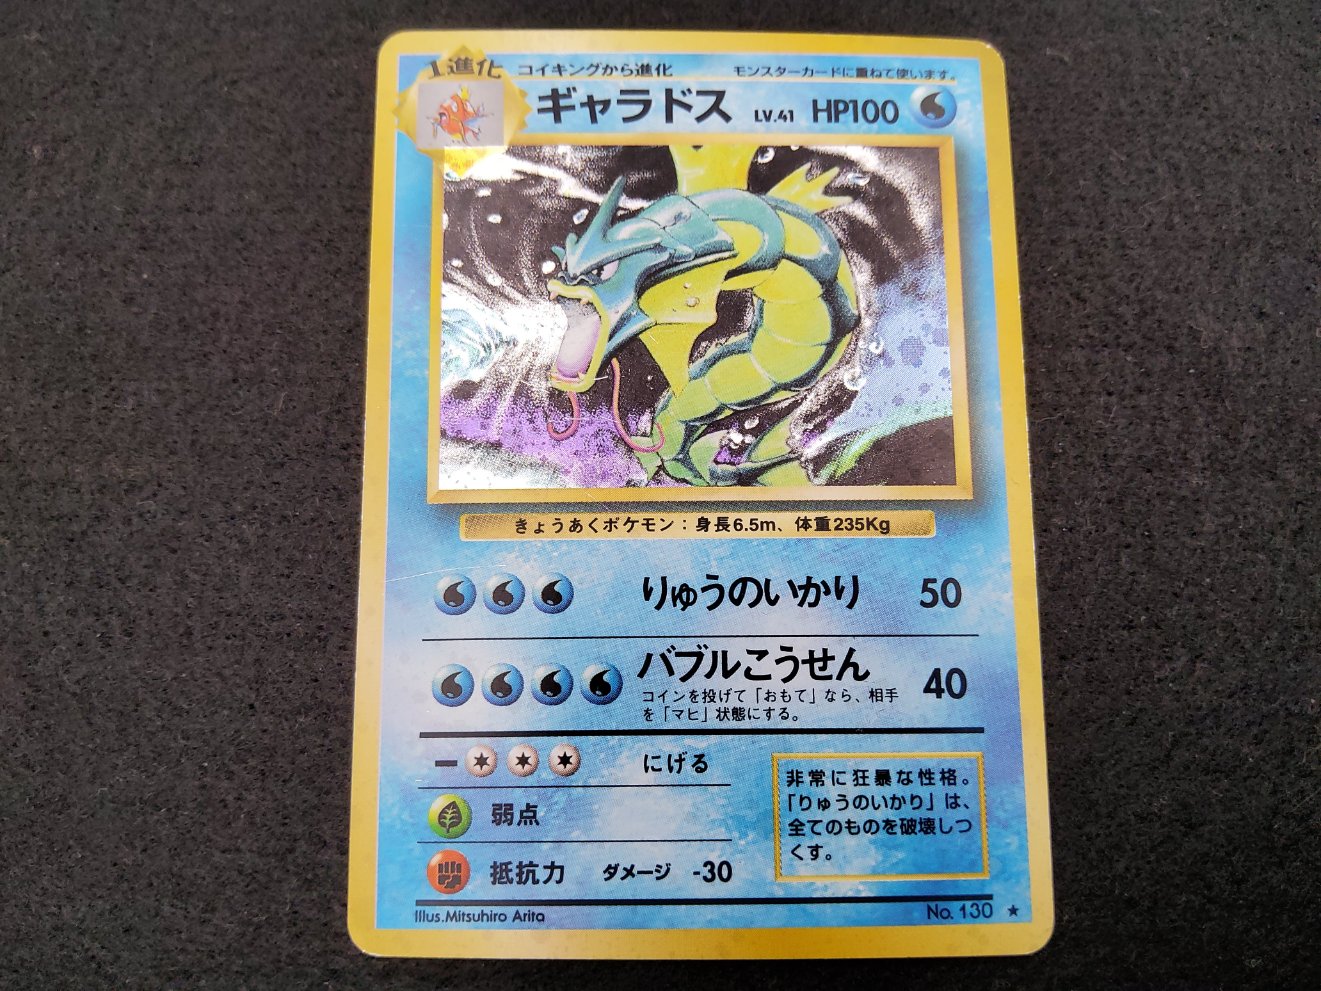 1進化 コイキングから進化 モンスターカードに重ねて使います。
ギャラドス LV.41 HP100
きょうあくポケモン：身長6.5m、体重235Kg
りゅうのいかり 50
バブルこうせん 40
コインを投げて「おもて」なら、相手
を「マヒ」状態にする。
ー にげる
弱点
抵抗力 ダメージ -30
非常に狂暴な性格。
「りゅうのいかり」は、
全てのものを破壊しつ
くす。
Illus.Mitsuhiro Arita No. 130 ★